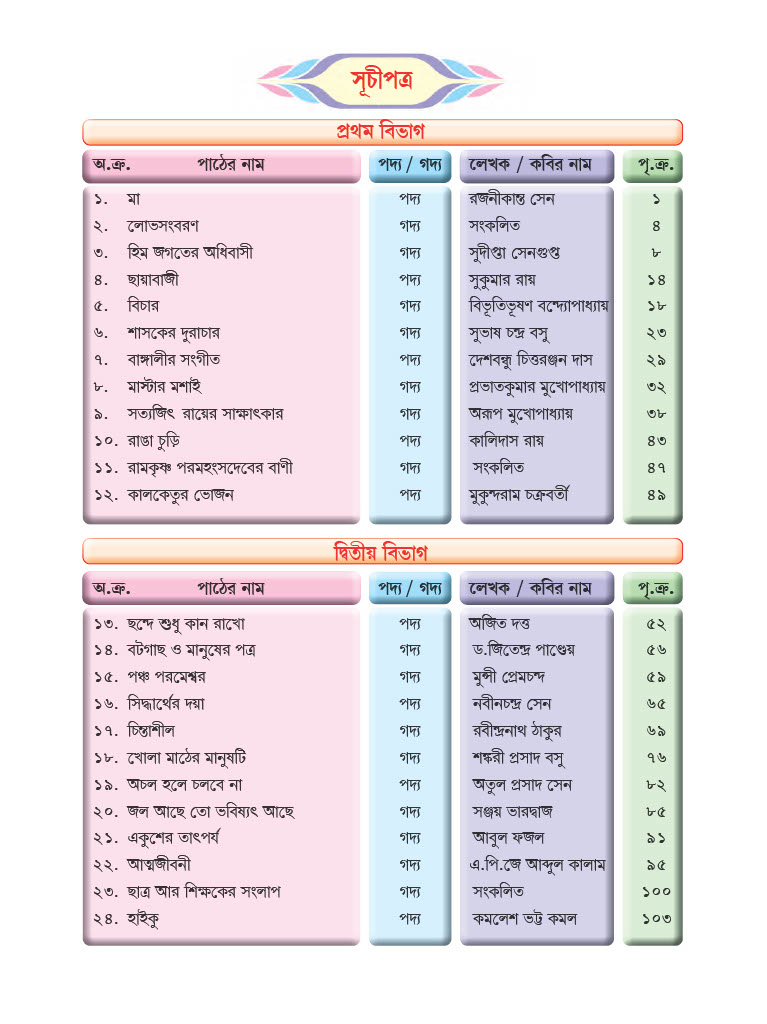 সূচীপত্র
প্রথম বিভাগ
অ.ক্র. পাঠের নাম পদ্য / গদ্য লেখক / কবির নাম পৃ.ক্র.
১. মা পদ্য রজনীকান্ত সেন ১
২. লোভসংবরণ গদ্য সংকলিত ৪
৩. হিম জগতের অধিবাসী গদ্য সুদীপ্তা সেনগুপ্ত ৮
৪. ছায়াবাজী পদ্য সুকুমার রায় ১৪
৫. বিচার গদ্য বিভূতিভূষণ বন্দ্যোপাধ্যায় ১৮
৬. শাসকের দুরাচার গদ্য সুভাষ চন্দ্র বসু ২৩
৭. বাঙ্গালীর সংগীত পদ্য দেশবন্ধু চিত্তরঞ্জন দাস ২৯
৮. মাস্টার মশাই গদ্য প্রভাতকুমার মুখোপাধ্যায় ৩২
৯. সত্যজিৎ রায়ের সাক্ষাৎকার গদ্য অরূপ মুখোপাধ্যায় ৩৮
১০. রাঙা চুড়ি পদ্য কালিদাস রায় ৪৩
১১. রামকৃষ্ণ পরমহংসদেবের বাণী গদ্য সংকলিত ৪৭
১২. কালকেতুর ভোজন পদ্য মুকুন্দরাম চক্রবর্তী ৪৯
দ্বিতীয় বিভাগ
অ.ক্র. পাঠের নাম পদ্য / গদ্য লেখক / কবির নাম পৃ.ক্র.
১৩. ছন্দে শুধু কান রাখো পদ্য অজিত দত্ত ৫২
১৪. বটগাছ ও মানুষের পত্র গদ্য ড.জিতেন্দ্র পাণ্ডেয় ৫৬
১৫. পঞ্চ পরমেশ্বর গদ্য মুন্সী প্রেমচন্দ ৫৯
১৬. সিদ্ধার্থের দয়া পদ্য নবীনচন্দ্র সেন ৬৫
১৭. চিন্তাশীল গদ্য রবীন্দ্রনাথ ঠাকুর ৬৯
১৮. খোলা মাঠের মানুষটি গদ্য শঙ্করী প্রসাদ বসু ৭৬
১৯. অচল হলে চলবে না পদ্য অতুল প্রসাদ সেন ৮২
২০. জল আছে তো ভবিষ্যৎ আছে গদ্য সঞ্জয় ভারদ্বাজ ৮৫
২১. একুশের তাৎপর্য গদ্য আবুল ফজল ৯১
২২. আত্মজীবনী গদ্য এ.পি.জে আব্দুল কালাম ৯৫
২৩. ছাত্র আর শিক্ষকের সংলাপ গদ্য সংকলিত ১০০
২৪. হাইকু পদ্য কমলেশ ভট্ট কমল ১০৩